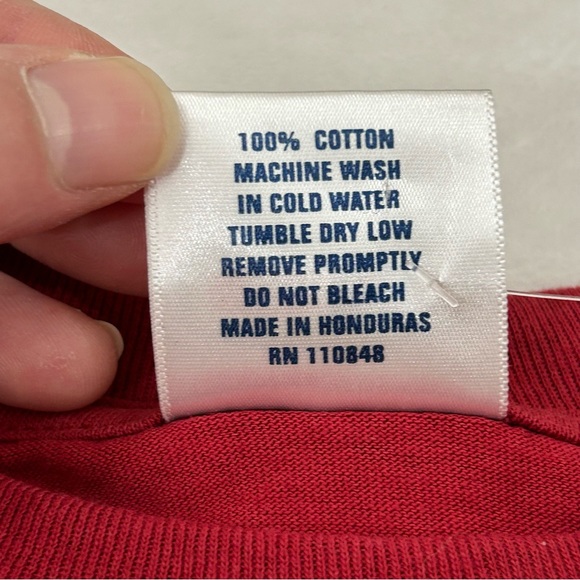 100% COTTON
MACHINE WASH
IN COLD WATER
TUMBLE DRY LOW
REMOVE PROMPTLY
DO NOT BLEACH
MADE IN HONDURAS
RN 110848